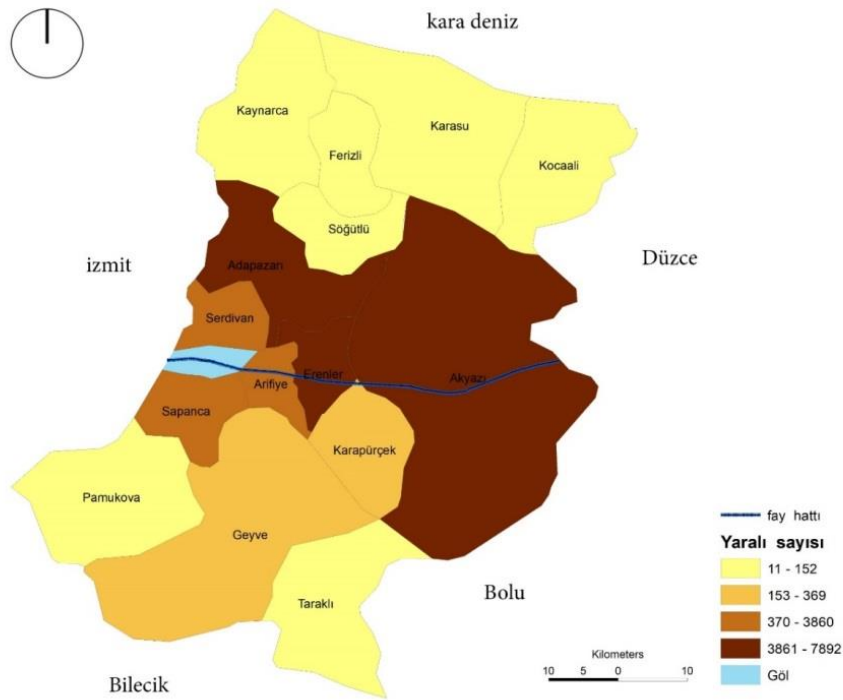 kara deniz
Kaynarca
Karasu
Ferizli
Kocaali
Söğütlü
izmit
Adapazarı
Düzce
Serdivan
Arifiye
Erenler
Akyazı
Sapanca
Karapürçek
Pamukova
Geyve
Taraklı
Bolu
Bilecik
fay hattı
Yaralı sayısı
11 - 152
153 - 369
370 - 3860
3861 - 7892
Göl
Kilometers
10 5 0 10